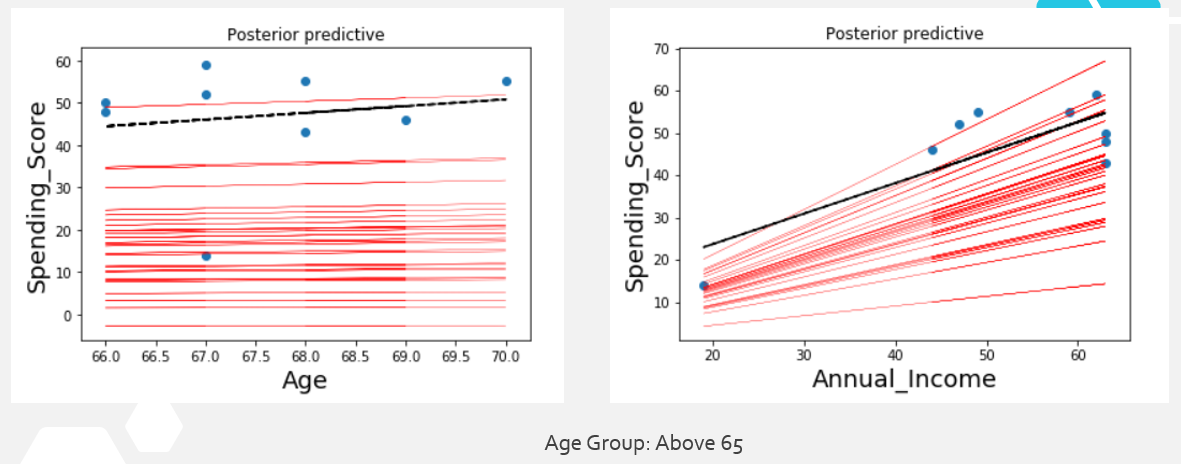 Posterior predictive
Spending_Score
60
50
40
30
20
10
0
66.0 66.5 67.0 67.5 68.0 68.5 69.0 69.5 70.0
Age
Posterior predictive
Spending_Score
70
60
50
40
30
20
10
20 30 40 50 60
Annual_Income
Age Group: Above 65